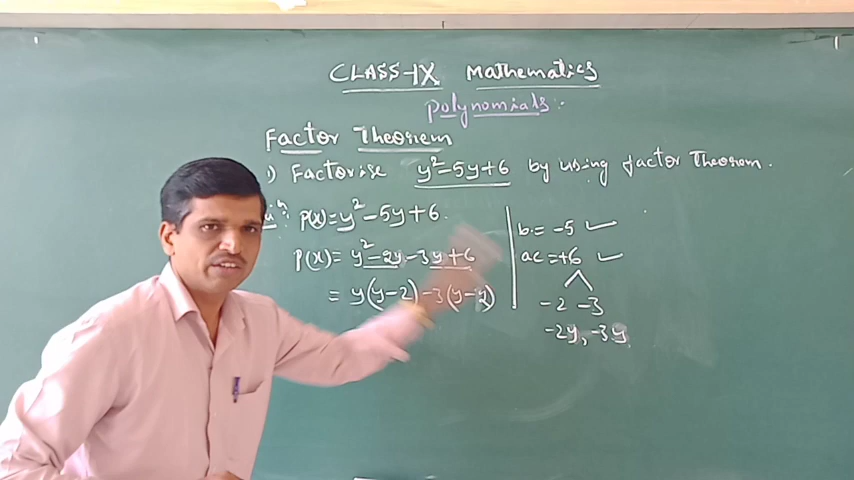 CLASS-IX Mathematics
Polynomials:
Factor Theorem
1) Factorise y²-5y+6 by using factor Theorem.
P(x)=y²-5y+6.
P(x)= y²-2y-3y+6
= y(y-2)-3(y-2)
b = -5 ✓
ac = +6 ✓
-2 -3
-2y, -3y